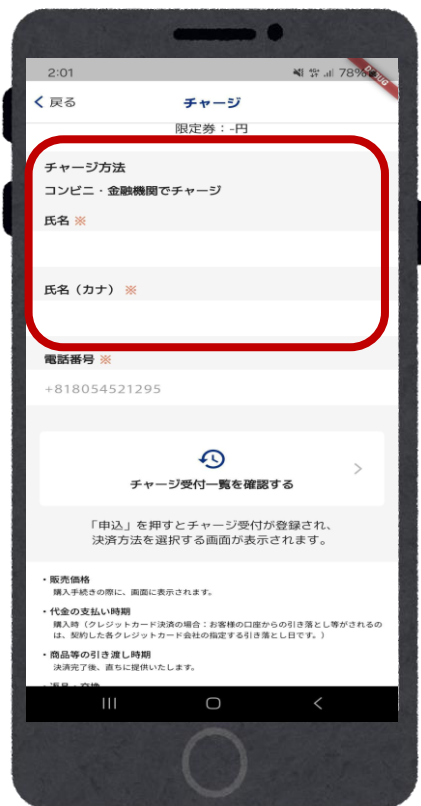 2:01
78%
DEBUG
戻る
チャージ
限定券：-円
チャージ方法
コンビニ・金融機関でチャージ
氏名 ※
氏名（カナ） ※
電話番号 ※
+818054521295
チャージ受付一覧を確認する
「申込」を押すとチャージ受付が登録され、
決済方法を選択する画面が表示されます。
・販売価格
購入手続きの際に、画面に表示されます。
・代金の支払い時期
購入時（クレジットカード決済の場合：お客様の口座からの引き落とし等がされるの
は、契約した各クレジットカード会社の指定する引き落とし日です。）
・商品等の引き渡し時期
決済完了後、直ちに提供いたします。